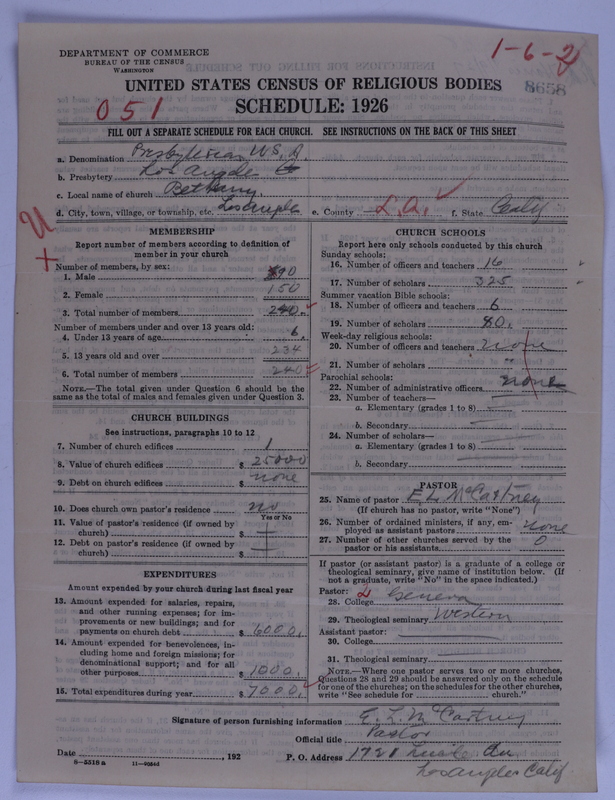 DEPARTMENT OF COMMERCE
BUREAU OF THE CENSUS
WASHINGTON
1-6-2
8658
UNITED STATES CENSUS OF RELIGIOUS BODIES
051
SCHEDULE: 1926
FILL OUT A SEPARATE SCHEDULE FOR EACH CHURCH. SEE INSTRUCTIONS ON THE BACK OF THIS SHEET
a. Denomination Presbyterian U.S.A.
b. Presbytery Los Angeles
c. Local name of church Bethany
d. City, town, village, or township, etc. Los Angeles e. County L.A. f. State Calif
MEMBERSHIP
Report number of members according to definition of
member in your church
Number of members, by sex:
1. Male 90
2. Female 150
3. Total number of members 240
Number of members under and over 13 years old:
4. Under 13 years of age 6
5. 13 years old and over 234
6. Total number of members 240
NOTE.—The total given under Question 6 should be the
same as the total of males and females given under Question 3.
CHURCH BUILDINGS
See instructions, paragraphs 10 to 12
7. Number of church edifices 1
8. Value of church edifices $ 25000
9. Debt on church edifices $ none
10. Does church own pastor's residence no
Yes or No
11. Value of pastor's residence (if owned by
church) $
12. Debt on pastor's residence (if owned by
church) $
EXPENDITURES
Amount expended by your church during last fiscal year
13. Amount expended for salaries, repairs,
and other running expenses; for im-
provements or new buildings; and for
payments on church debt $ 6000.
14. Amount expended for benevolences, in-
cluding home and foreign missions; for
denominational support; and for all
other purposes $ 1000.
15. Total expenditures during year $ 7000.
CHURCH SCHOOLS
Report here only schools conducted by this church
Sunday schools:
16. Number of officers and teachers 16
17. Number of scholars 325
Summer vacation Bible schools:
18. Number of officers and teachers 6
19. Number of scholars 80.
Week-day religious schools:
20. Number of officers and teachers none
21. Number of scholars " "
Parochial schools:
22. Number of administrative officers none
23. Number of teachers—
a. Elementary (grades 1 to 8)
b. Secondary
24. Number of scholars—
a. Elementary (grades 1 to 8)
b. Secondary
PASTOR
25. Name of pastor E L McCartney
(If church has no pastor, write "None")
26. Number of ordained ministers, if any, em-
ployed as assistant pastors none
27. Number of other churches served by the
pastor or his assistants 0
If pastor (or assistant pastor) is a graduate of a college or
theological seminary, give name of institution below. (If
not a graduate, write "No" in the space indicated.)
Pastor:
28. College Geneva
29. Theological seminary Western
Assistant pastor:
30. College
31. Theological seminary
NOTE.—Where one pastor serves two or more churches,
Questions 28 and 29 should be answered only on the schedule
for one of the churches; on the schedules for the other churches,
write "See schedule for church."
Signature of person furnishing information E. L. McCartney
Official title Pastor
Date , 192 P. O. Address 1721 Av
8-5518a
Los Angeles Calif